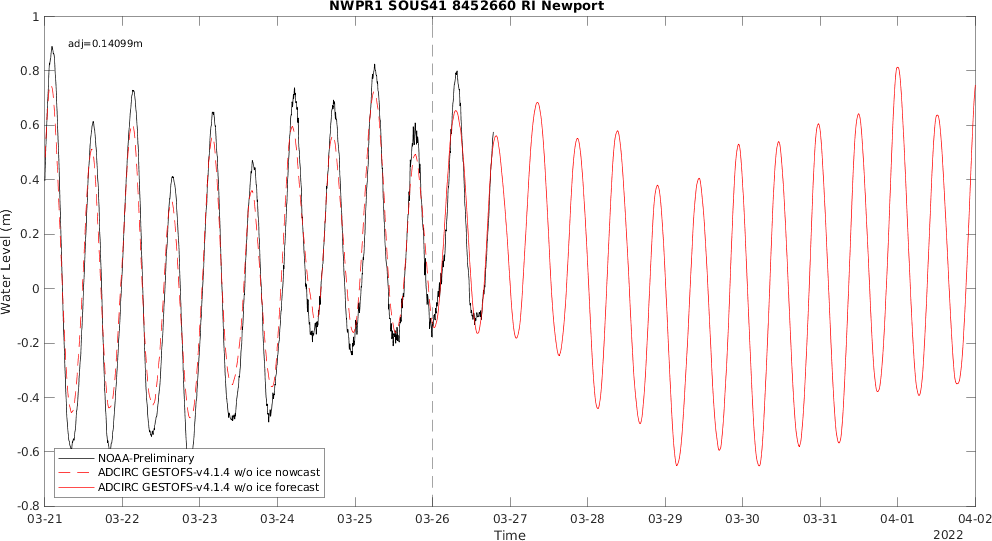 NWPR1 SOUS41 8452660 RI Newport
adj=0.14099m
Water Level (m)
1
0.8
0.6
0.4
0.2
0
-0.2
-0.4
-0.6
-0.8
NOAA-Preliminary
ADCIRC GESTOFS-v4.1.4 w/o ice nowcast
ADCIRC GESTOFS-v4.1.4 w/o ice forecast
03-21 03-22 03-23 03-24 03-25 03-26 03-27 03-28 03-29 03-30 03-31 04-01 04-02
Time
2022